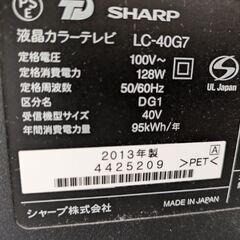 PSE
SHARP
液晶カラーテレビ LC-40G7
定格電圧 100V~
定格消費電力 128W
定格周波数 50/60Hz
区分名 DG1
受信機型サイズ 40V
年間消費電力量 95kWh/年
UL Japan
2013年製 A
4425209 >PET<
シャープ株式会社 MADE IN JAPAN